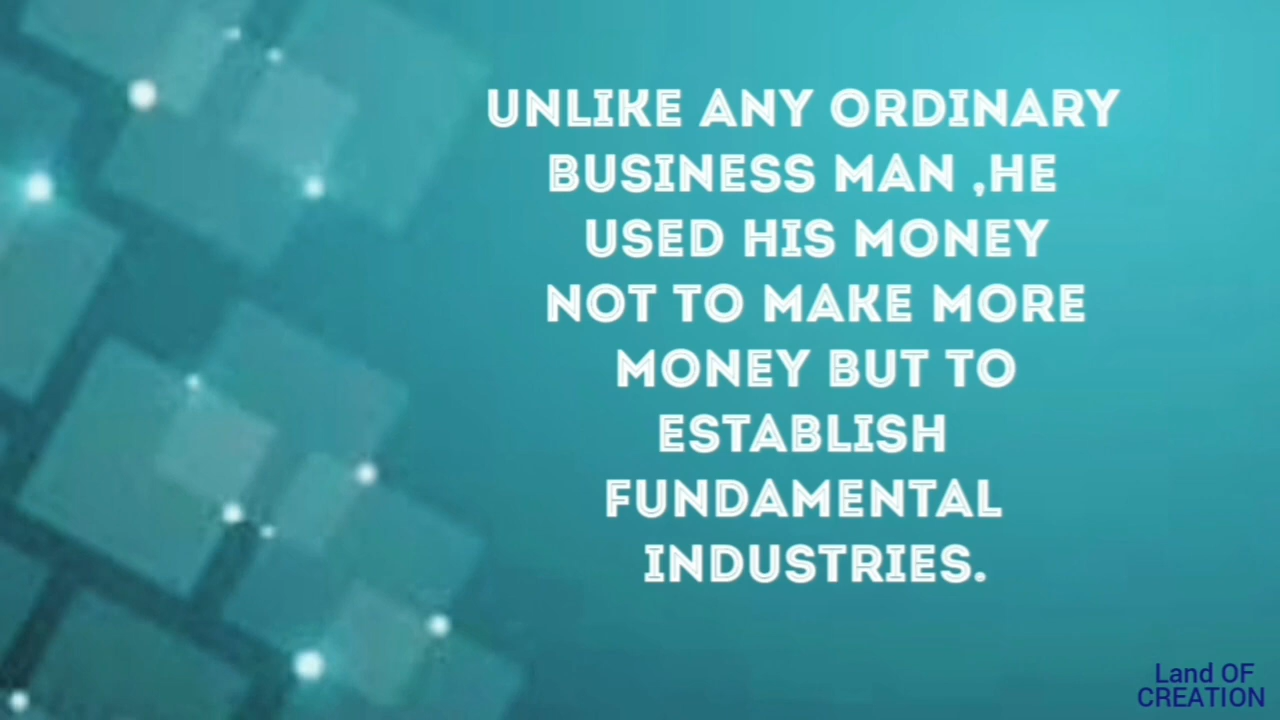 UNLIKE ANY ORDINARY
BUSINESS MAN ,HE
USED HIS MONEY
NOT TO MAKE MORE
MONEY BUT TO
ESTABLISH
FUNDAMENTAL
INDUSTRIES.
Land OF
CREATION